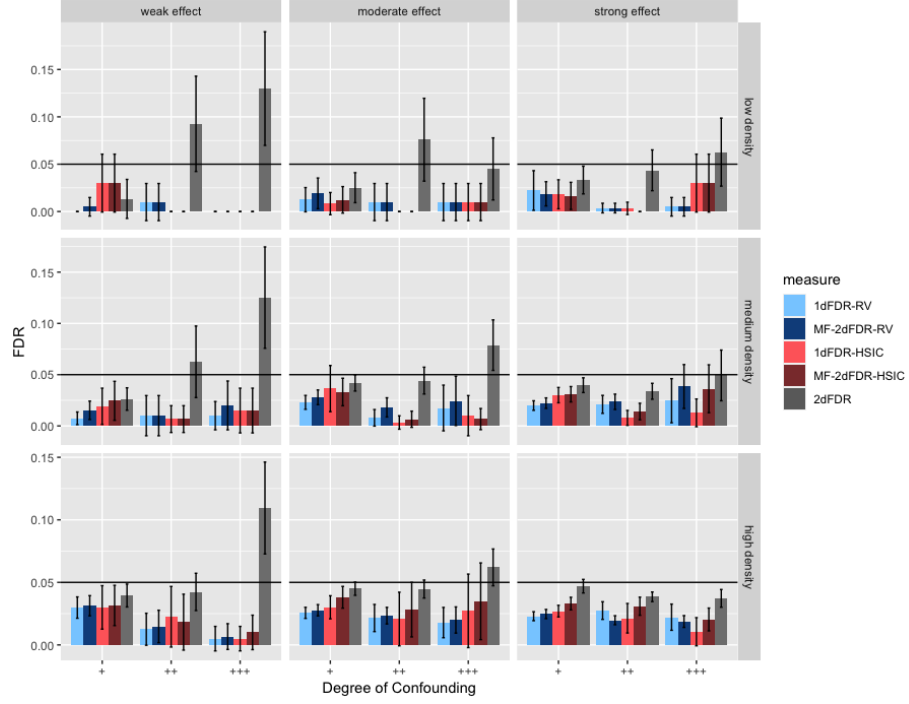 weak effect moderate effect strong effect
0.15
0.10
0.05
0.00
low density
0.15
0.10
0.05
0.00
medium density
0.15
0.10
0.05
0.00
high density
FDR
+ ++ +++ + ++ +++ + ++ +++
Degree of Confounding
measure
1dFDR-RV
MF-2dFDR-RV
1dFDR-HSIC
MF-2dFDR-HSIC
2dFDR